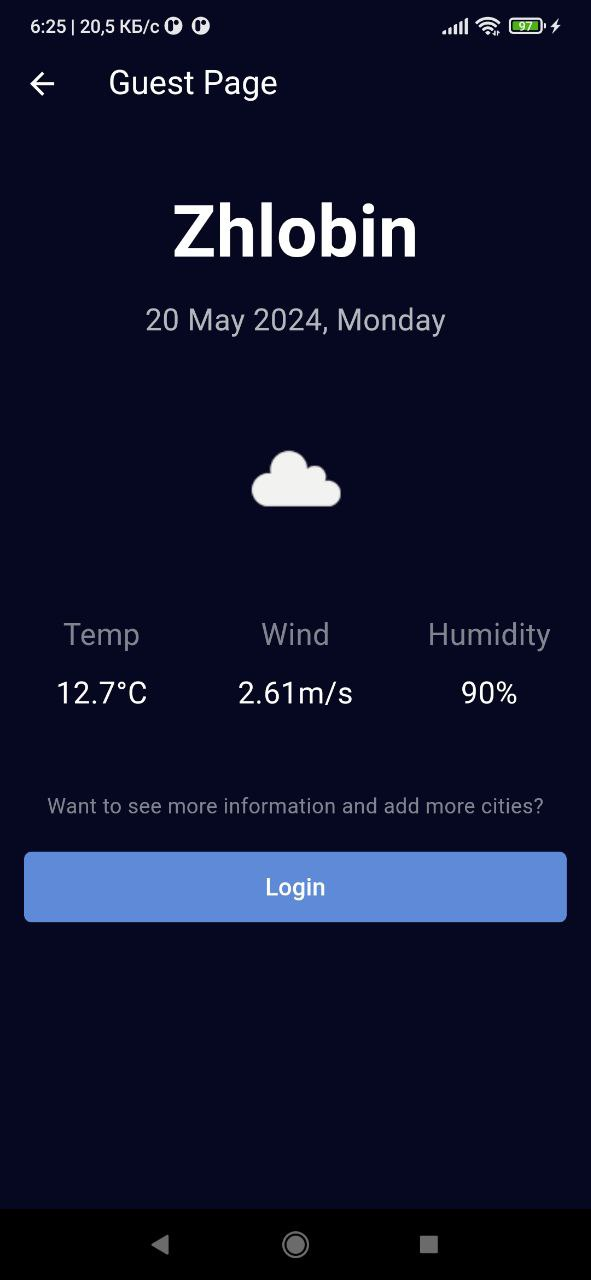 6:25 | 20,5 КБ/с
97
Guest Page
Zhlobin
20 May 2024, Monday
Temp Wind Humidity
12.7°C 2.61m/s 90%
Want to see more information and add more cities?
Login